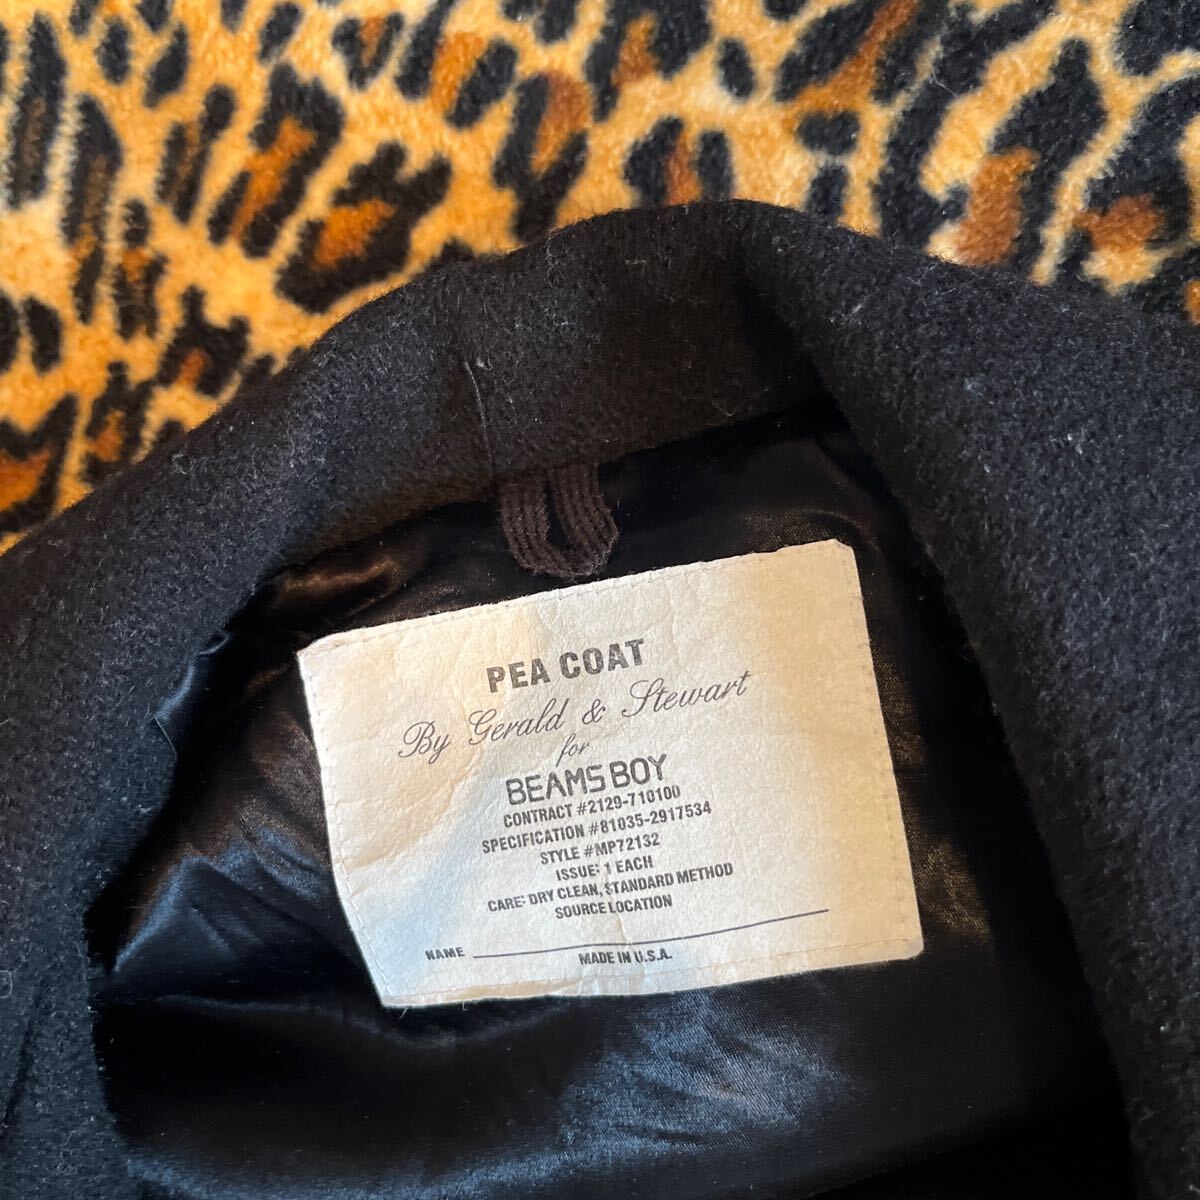 PEA COAT
By Gerald & Stewart
for
BEAMS BOY
CONTRACT #2129-710100
SPECIFICATION #81035-2917534
STYLE #MP72132
ISSUE: 1 EACH
CARE: DRY CLEAN, STANDARD METHOD
SOURCE LOCATION
NAME
MADE IN U.S.A.